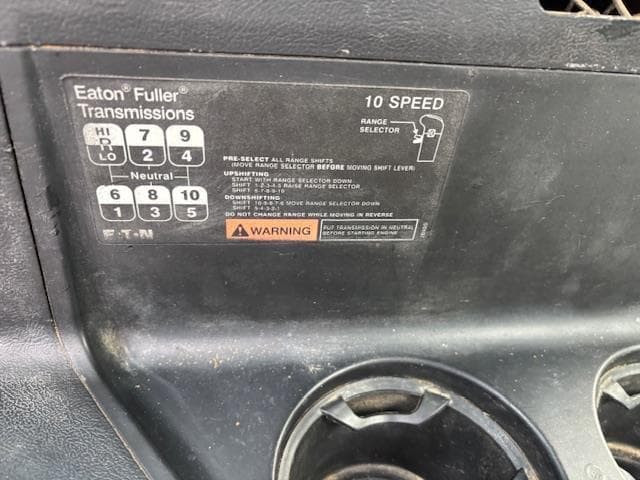 Eaton® Fuller®
Transmissions
10 SPEED
RANGE
SELECTOR
HI
R
LO
7
2
9
4
Neutral
6
1
8
3
10
5
EATON
PRE-SELECT ALL RANGE SHIFTS
(MOVE RANGE SELECTOR BEFORE MOVING SHIFT LEVER)
UPSHIFTING
START WITH RANGE SELECTOR DOWN
SHIFT 1-2-3-4-5 RAISE RANGE SELECTOR
SHIFT 6-7-8-9-10
DOWNSHIFTING
SHIFT 10-9-8-7-6 MOVE RANGE SELECTOR DOWN
SHIFT 5-4-3-2-1
DO NOT CHANGE RANGE WHILE MOVING IN REVERSE
WARNING
PUT TRANSMISSION IN NEUTRAL
BEFORE STARTING ENGINE